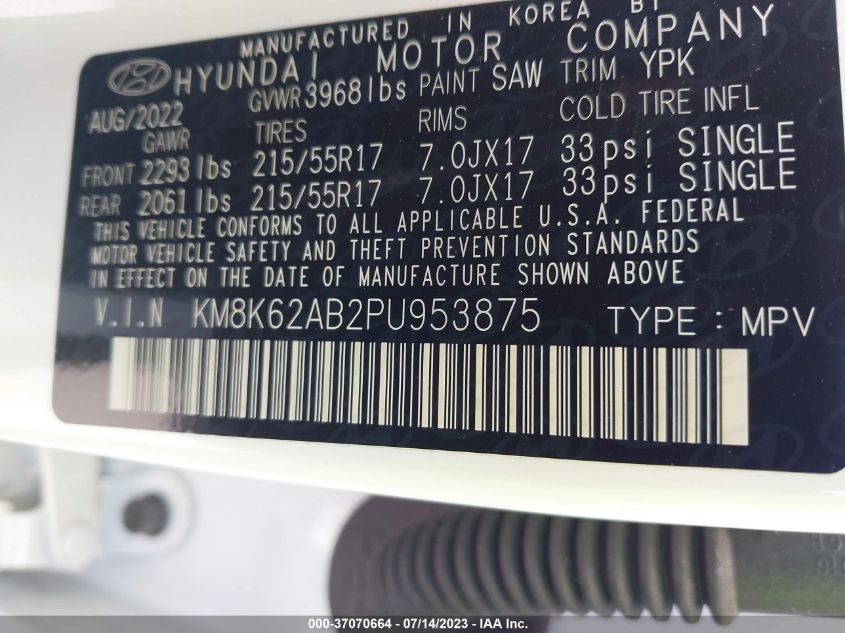 MANUFACTURED IN KOREA BY
HYUNDAI MOTOR COMPANY
AUG/2022 GVWR 3968 lbs PAINT SAW TRIM YPK
GAWR TIRES RIMS COLD TIRE INFL
FRONT 2293 lbs 215/55R17 7.0JX17 33psi SINGLE
REAR 2061 lbs 215/55R17 7.0JX17 33psi SINGLE
THIS VEHICLE CONFORMS TO ALL APPLICABLE U.S.A. FEDERAL
MOTOR VEHICLE SAFETY AND THEFT PREVENTION STANDARDS
IN EFFECT ON THE DATE OF MANUFACTURE SHOWN ABOVE
V.I.N KM8K62AB2PU953875 TYPE : MPV
000-37070664 / 07/14/2023 - IAA Inc.